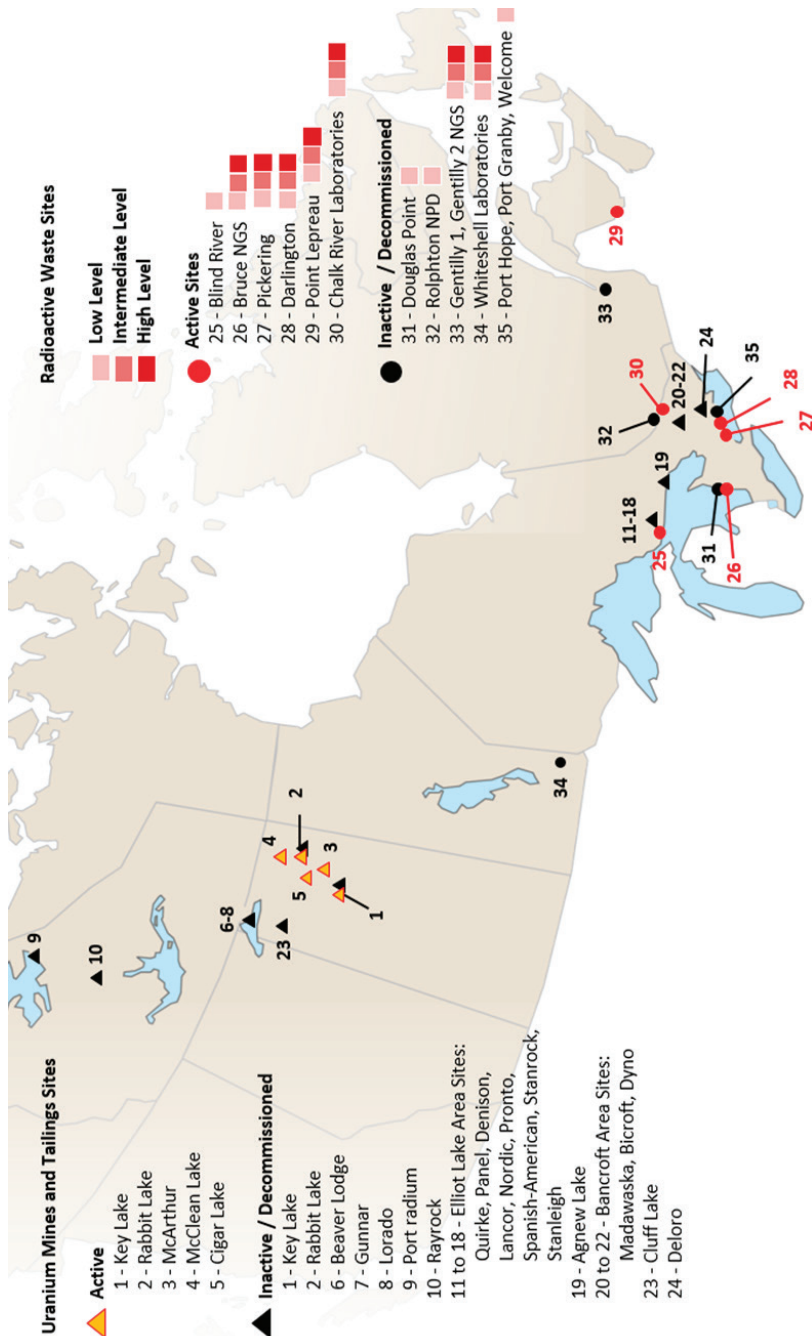 Uranium Mines and Tailings Sites
Active
1 - Key Lake
2 - Rabbit Lake
3 - McArthur
4 - McClean Lake
5 - Cigar Lake
Inactive / Decommissioned
1 - Key Lake
2 - Rabbit Lake
6 - Beaver Lodge
7 - Gunnar
8 - Lorado
9 - Port radium
10 - Rayrock
11 to 18 - Elliot Lake Area Sites:
Quirke, Panel, Denison,
Lancor, Nordic, Pronto,
Spanish-American, Stanrock,
Stanleigh
19 - Agnew Lake
20 to 22 - Bancroft Area Sites:
Madawaska, Bicroft, Dyno
23 - Cluff Lake
24 - Deloro
9
10
6-8
23
4
2
5
3
1
34
11-18
25
19
32
30
20-22
24
35
28
27
31
26
33
29
Radioactive Waste Sites
Low Level
Intermediate Level
High Level
Active Sites
25 - Blind River
26 - Bruce NGS
27 - Pickering
28 - Darlington
29 - Point Lepreau
30 - Chalk River Laboratories
Inactive / Decommissioned
31 - Douglas Point
32 - Rolphton NPD
33 - Gentilly 1, Gentilly 2 NGS
34 - Whiteshell Laboratories
35 - Port Hope, Port Granby, Welcome